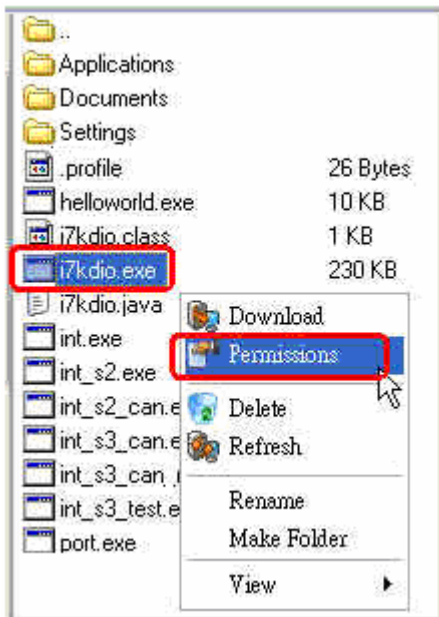 ..
Applications
Documents
Settings
.profile 26 Bytes
helloworld.exe 10 KB
i7kdio.class 1 KB
i7kdio.exe 230 KB
i7kdio.java
int.exe
int_s2.exe
int_s2_can.e
int_s3_can.e
int_s3_can_
int_s3_test.e
port.exe
Download
Permissions
Delete
Refresh
Rename
Make Folder
View